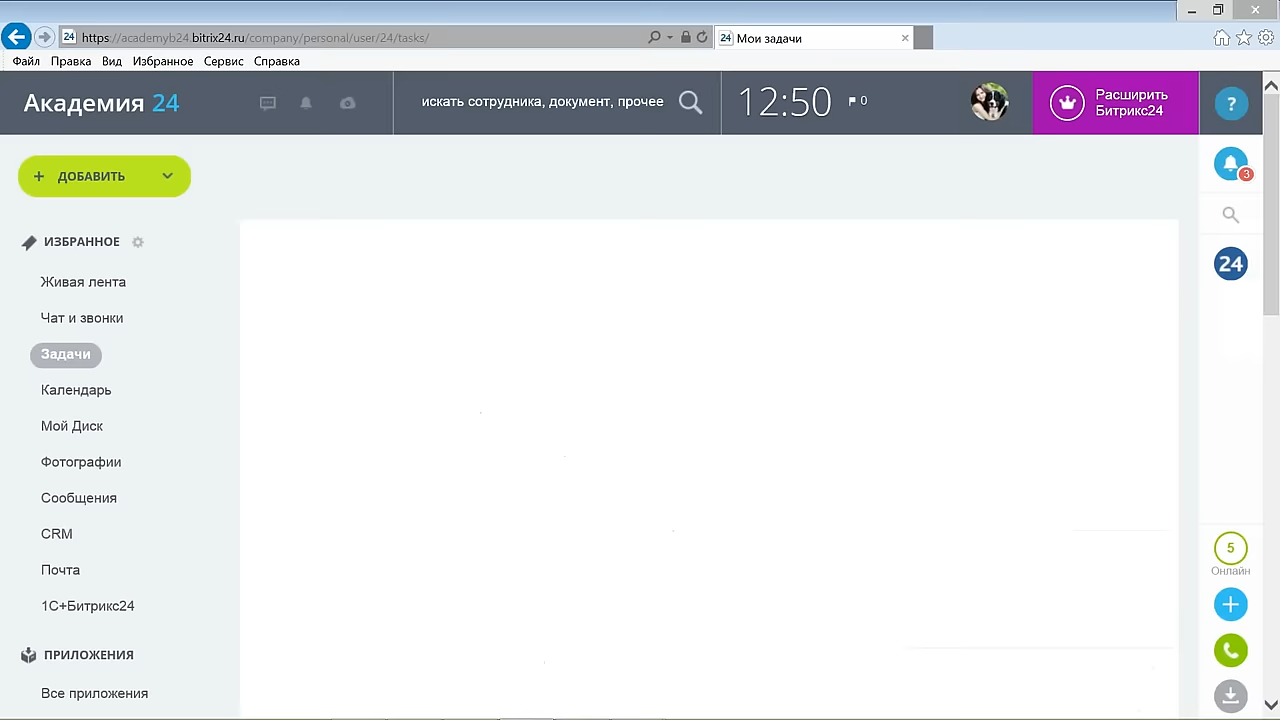 24 https://academyb24.bitrix24.ru/company/personal/user/24/tasks/
24 Мои задачи
Файл Правка Вид Избранное Сервис Справка
Академия 24
искать сотрудника, документ, прочее
12:50
0
Расширить
Битрикс24
?
+ ДОБАВИТЬ
3
ИЗБРАННОЕ
24
Живая лента
Чат и звонки
Задачи
Календарь
Мой Диск
Фотографии
Сообщения
CRM
5
Онлайн
Почта
1С+Битрикс24
ПРИЛОЖЕНИЯ
Все приложения